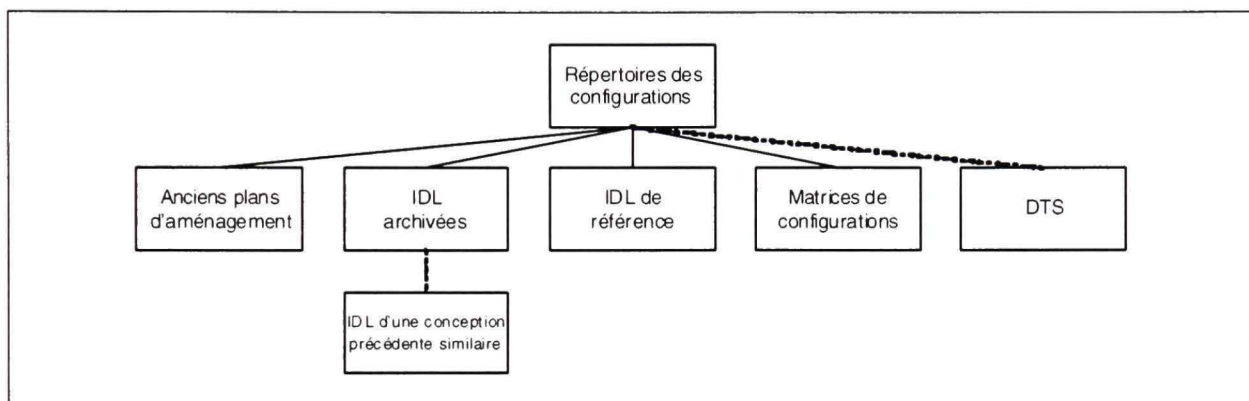 Répertoires des
configurations
Anciens plans
d'aménagement
IDL
archivées
IDL de
référence
Matrices de
configurations
DTS
IDL d'une conception
précédente similaire